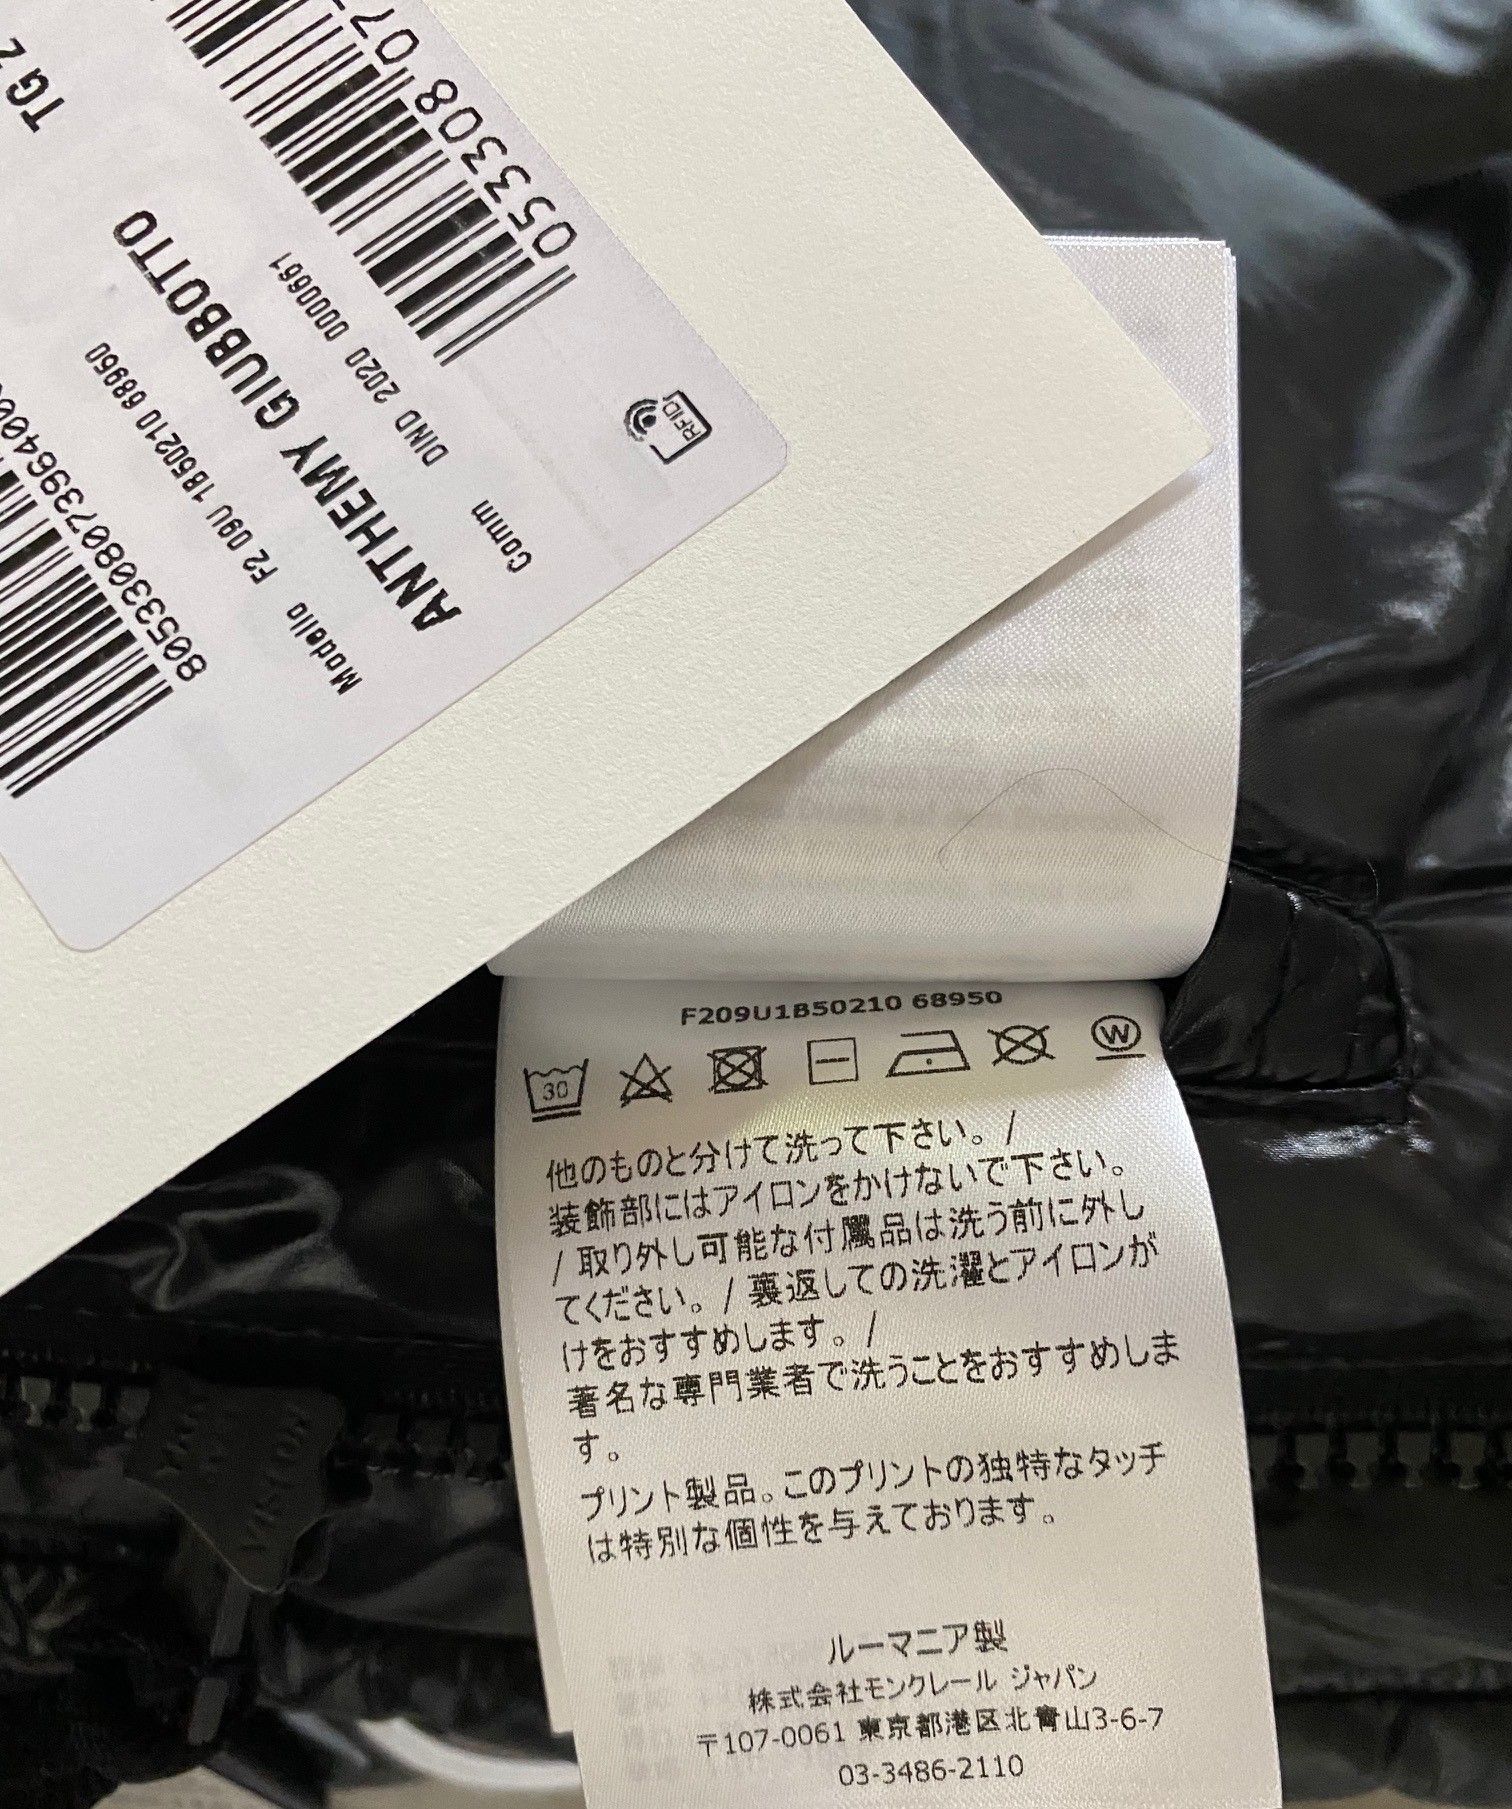 TG 2
053308 07
RFID
Comm DIND 2020 0000661
ANTHEMY GIUBBOTTO
Modello F2 09U 1B50210 68950
8053308073964000
F209U1B50210 68950
30
W
他のものと分けて洗って下さい。/
装飾部にはアイロンをかけないで下さい。
/ 取り外し可能な付属品は洗う前に外し
てください。/ 裏返しての洗濯とアイロンが
けをおすすめします。/
著名な専門業者で洗うことをおすすめしま
す。
プリント製品。このプリントの独特なタッチ
は特別な個性を与えております。
ルーマニア製
株式会社モンクレール ジャパン
〒107-0061 東京都港区北青山3-6-7
03-3486-2110